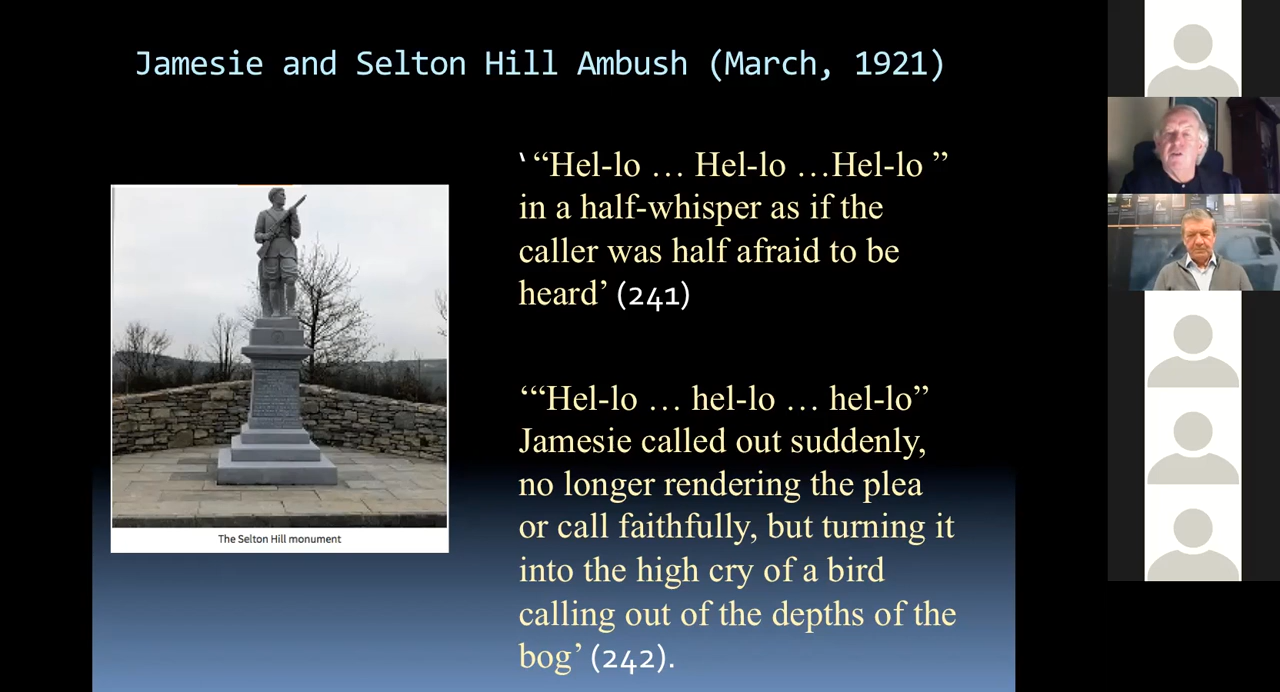 Jamesie and Selton Hill Ambush (March, 1921)
‘ “Hel-lo … Hel-lo …Hel-lo ”
in a half-whisper as if the
caller was half afraid to be
heard’ (241)
‘“Hel-lo … hel-lo … hel-lo”
Jamesie called out suddenly,
no longer rendering the plea
or call faithfully, but turning it
into the high cry of a bird
calling out of the depths of the
bog’ (242).
The Selton Hill monument